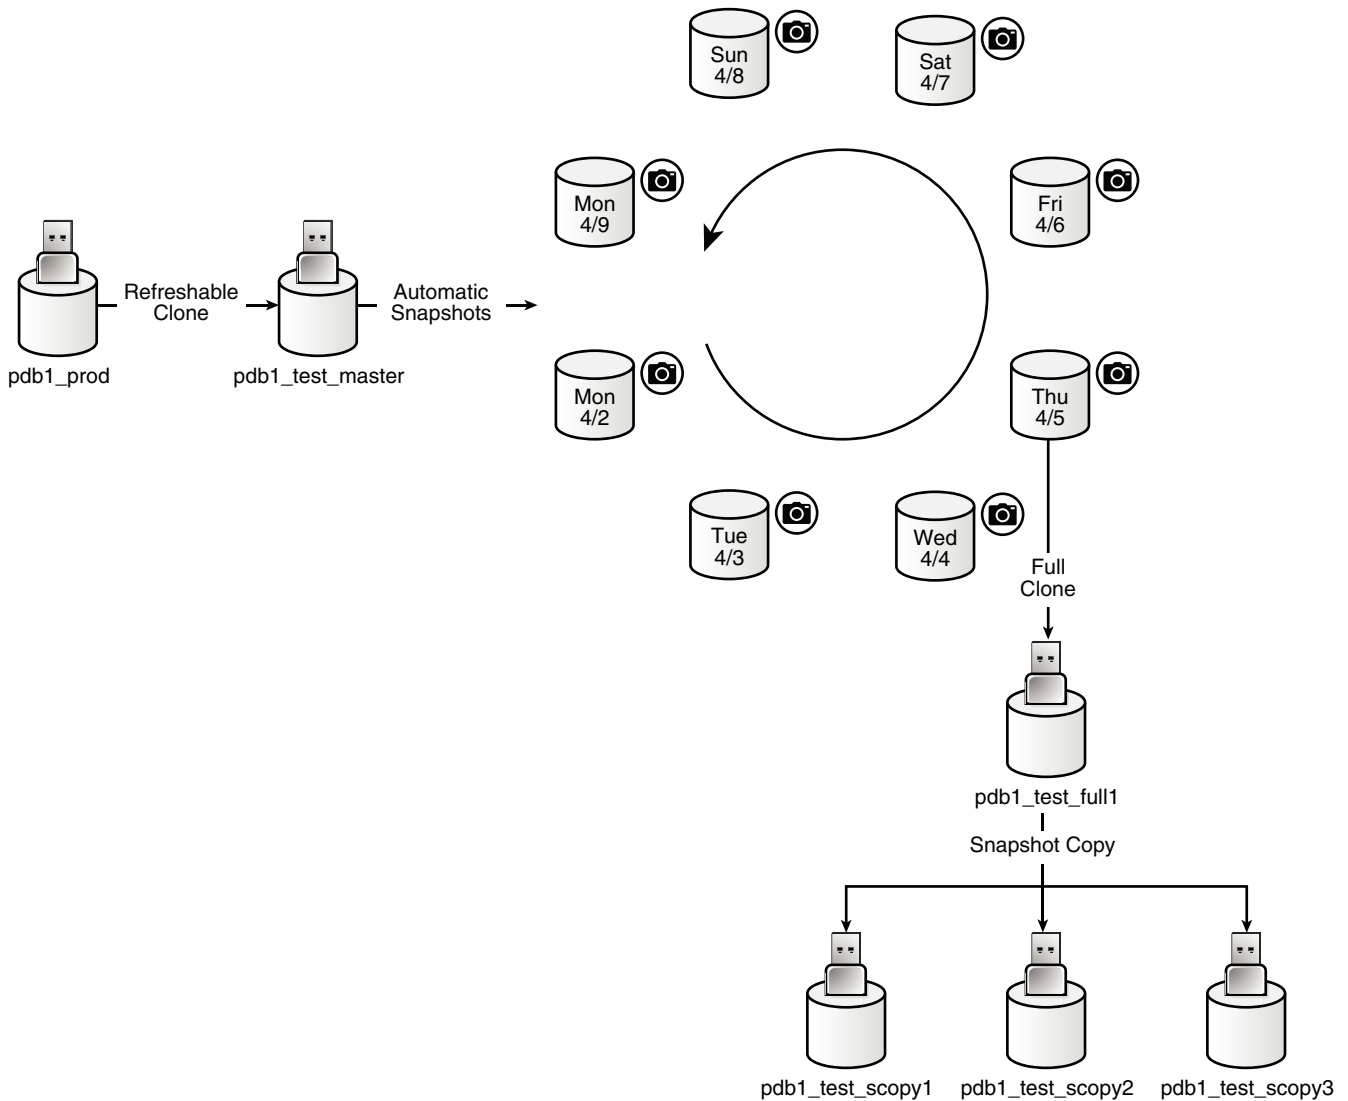 Sun
4/8
Sat
4/7
Mon
4/9
Fri
4/6
Refreshable
Clone
Automatic
Snapshots
pdb1_prod
pdb1_test_master
Mon
4/2
Thu
4/5
Tue
4/3
Wed
4/4
Full
Clone
pdb1_test_full1
Snapshot Copy
pdb1_test_scopy1
pdb1_test_scopy2
pdb1_test_scopy3